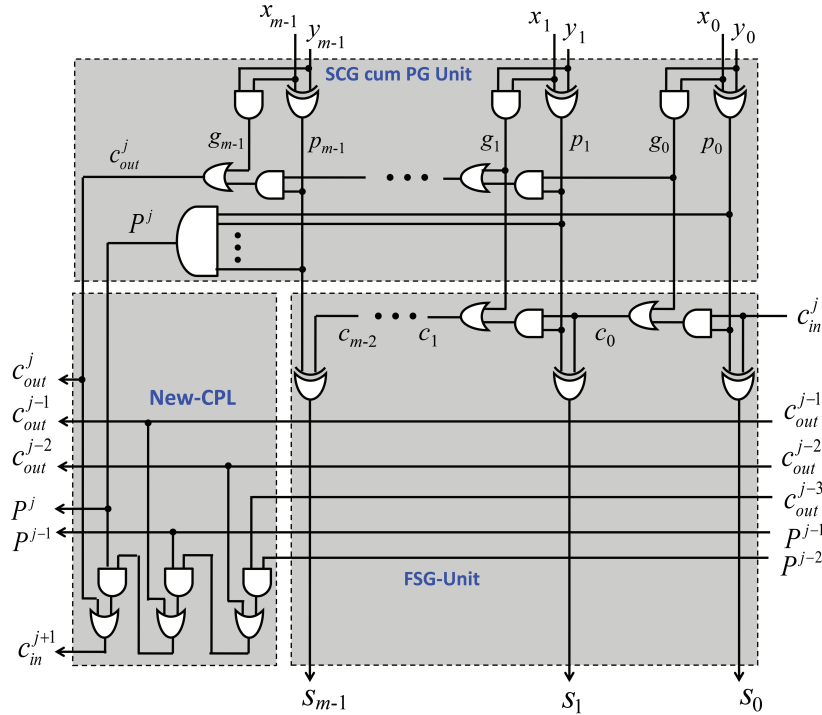 x_{m-1} y_{m-1} x_1 y_1 x_0 y_0
SCG cum PG Unit
g_{m-1} p_{m-1} g_1 p_1 g_0 p_0
c_{out}^{j}
P^{j}
c_{m-2} c_1 c_0 c_{in}^{j}
c_{out}^{j}
New-CPL
c_{out}^{j-1} c_{out}^{j-1}
c_{out}^{j-2} c_{out}^{j-2}
P^{j} c_{out}^{j-3}
P^{j-1} P^{j-1}
P^{j-2}
FSG-Unit
c_{in}^{j+1}
s_{m-1} s_1 s_0